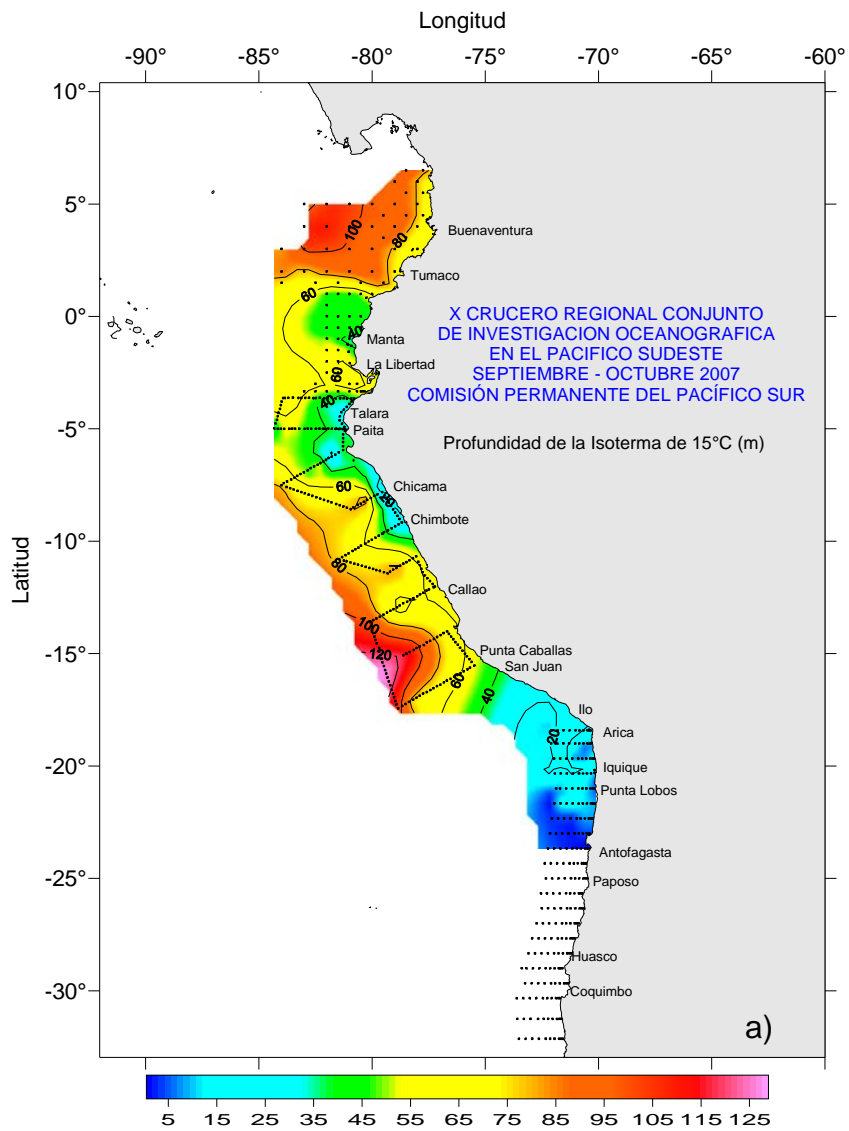 Longitud
-90° -85° -80° -75° -70° -65° -60°
10°
5°
0°
-5°
-10°
-15°
-20°
-25°
-30°
Latitud
Buenaventura
Tumaco
Manta
La Libertad
Talara
Paita
Chicama
Chimbote
Callao
Punta Caballas
San Juan
Ilo
Arica
Iquique
Punta Lobos
Antofagasta
Paposo
Huasco
Coquimbo
X CRUCERO REGIONAL CONJUNTO
DE INVESTIGACION OCEANOGRAFICA
EN EL PACIFICO SUDESTE
SEPTIEMBRE - OCTUBRE 2007
COMISIÓN PERMANENTE DEL PACÍFICO SUR
Profundidad de la Isoterma de 15°C (m)
100
80
60
40
60
40
60
20
80
100
120
60
40
20
a)
5 15 25 35 45 55 65 75 85 95 105 115 125